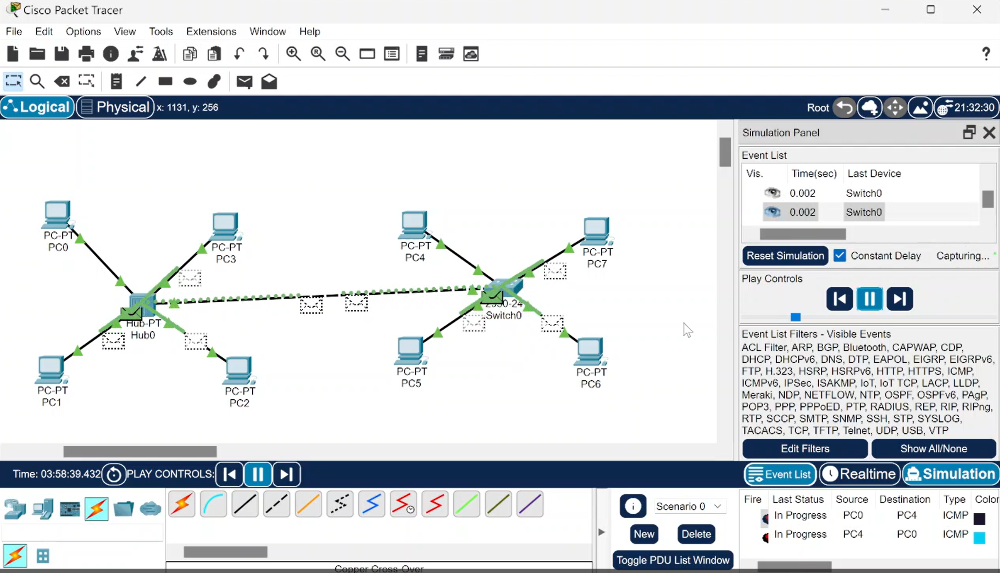 Cisco Packet Tracer
File Edit Options View Tools Extensions Window Help
Logical Physical x: 1131, y: 256 Root 21:32:30
Simulation Panel
Event List
Vis. Time(sec) Last Device
0.002 Switch0
0.002 Switch0
Reset Simulation Constant Delay Capturing...
Play Controls
Event List Filters - Visible Events
ACL Filter, ARP, BGP, Bluetooth, CAPWAP, CDP,
DHCP, DHCPv6, DNS, DTP, EAPOL, EIGRP, EIGRPv6,
FTP, H.323, HSRP, HSRPv6, HTTP, HTTPS, ICMP,
ICMPv6, IPSec, ISAKMP, IoT, IoT TCP, LACP, LLDP,
Meraki, NDP, NETFLOW, NTP, OSPF, OSPFv6, PAgP,
POP3, PPP, PPPoED, PTP, RADIUS, REP, RIP, RIPng,
RTP, SCCP, SMTP, SNMP, SSH, STP, SYSLOG,
TACACS, TCP, TFTP, Telnet, UDP, USB, VTP
Edit Filters Show All/None
PC-PT
PC0
PC-PT
PC3
PC-PT
PC4
PC-PT
PC7
Hub-PT
Hub0
Switch0
PC-PT
PC1
PC-PT
PC2
PC-PT
PC5
PC-PT
PC6
Time: 03:58:39.432 PLAY CONTROLS: Event List Realtime Simulation
Scenario 0
New Delete
Toggle PDU List Window
Fire Last Status Source Destination Type Color
In Progress PC0 PC4 ICMP
In Progress PC4 PC0 ICMP
Copper Cross-Over